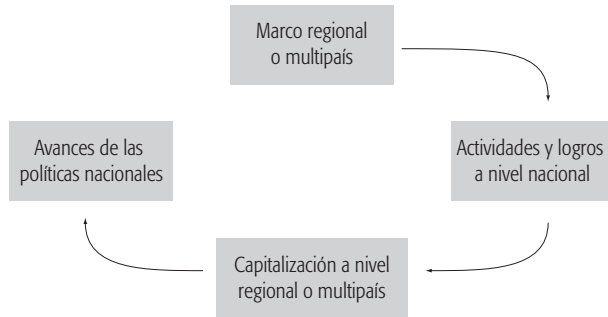 Marco regional
o multipaís
Actividades y logros
a nivel nacional
Capitalización a nivel
regional o multipaís
Avances de las
políticas nacionales